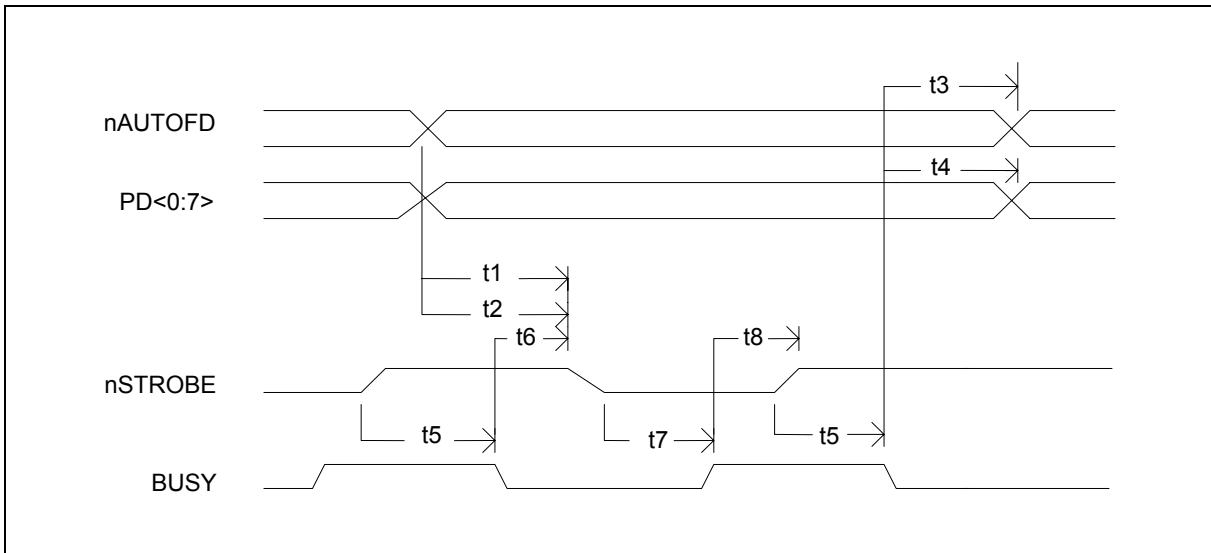 t3
nAUTOFD
t4
PD<0:7>
t1
t2
t6
t8
nSTROBE
t5
t7
t5
BUSY